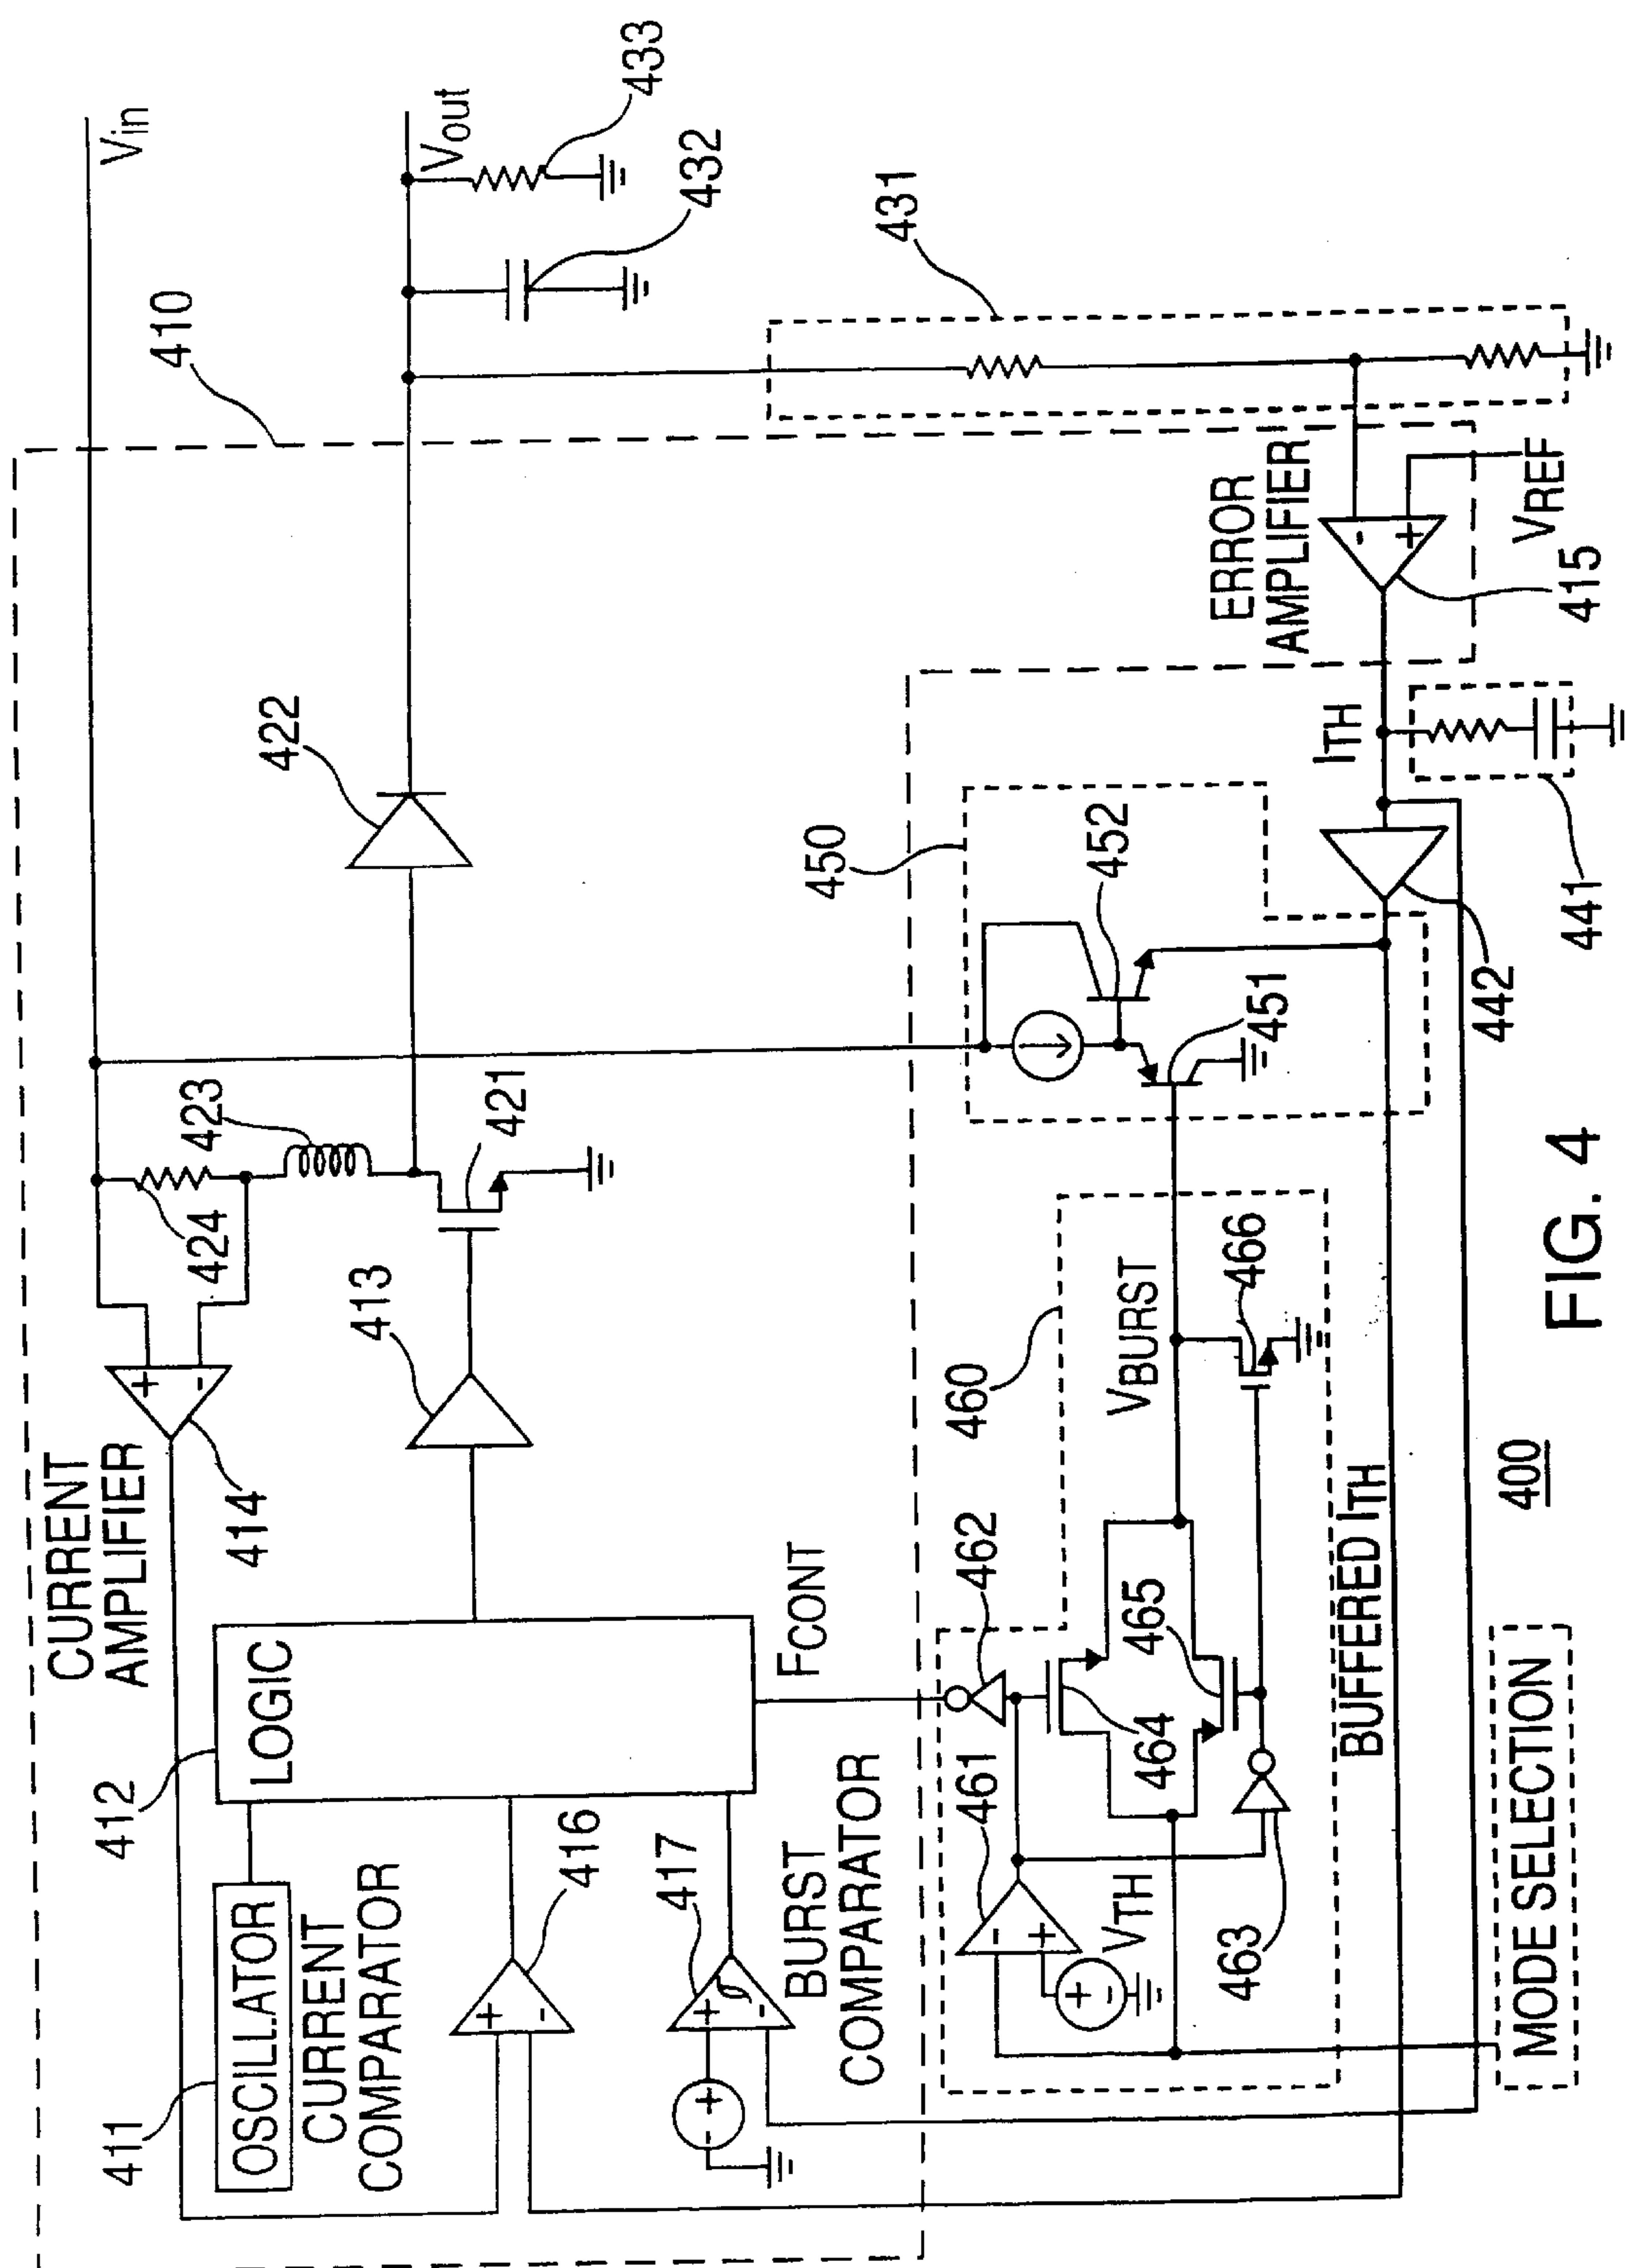 Vin
Vout
433
432
431
410
422
CURRENT
AMPLIFIER
414
424
423
421
413
412
LOGIC
411
OSCILLATOR
CURRENT
COMPARATOR
416
417
BURST
COMPARATOR
FCONT
ERROR
AMPLIFIER
VREF
415
ITH
441
442
450
452
451
460
VBURST
466
462
461
464
465
463
VTH
+
-
+
-
+
-
+
-
+
-
+
-
+
-
BUFFERED ITH
MODE SELECTION
400
FIG. 4